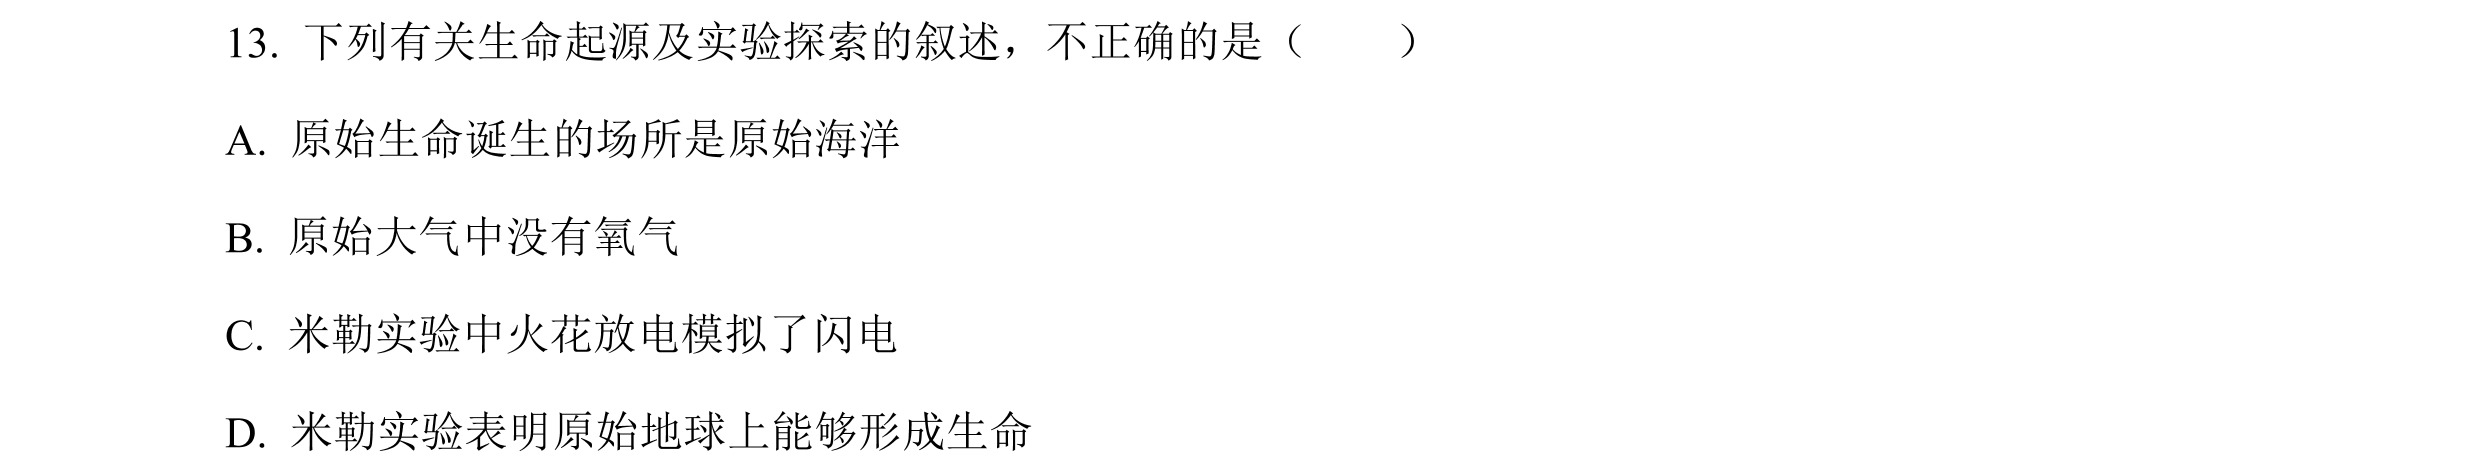 13. 下列有关生命起源及实验探索的叙述，不正确的是（　　）
A. 原始生命诞生的场所是原始海洋
B. 原始大气中没有氧气
C. 米勒实验中火花放电模拟了闪电
D. 米勒实验表明原始地球上能够形成生命